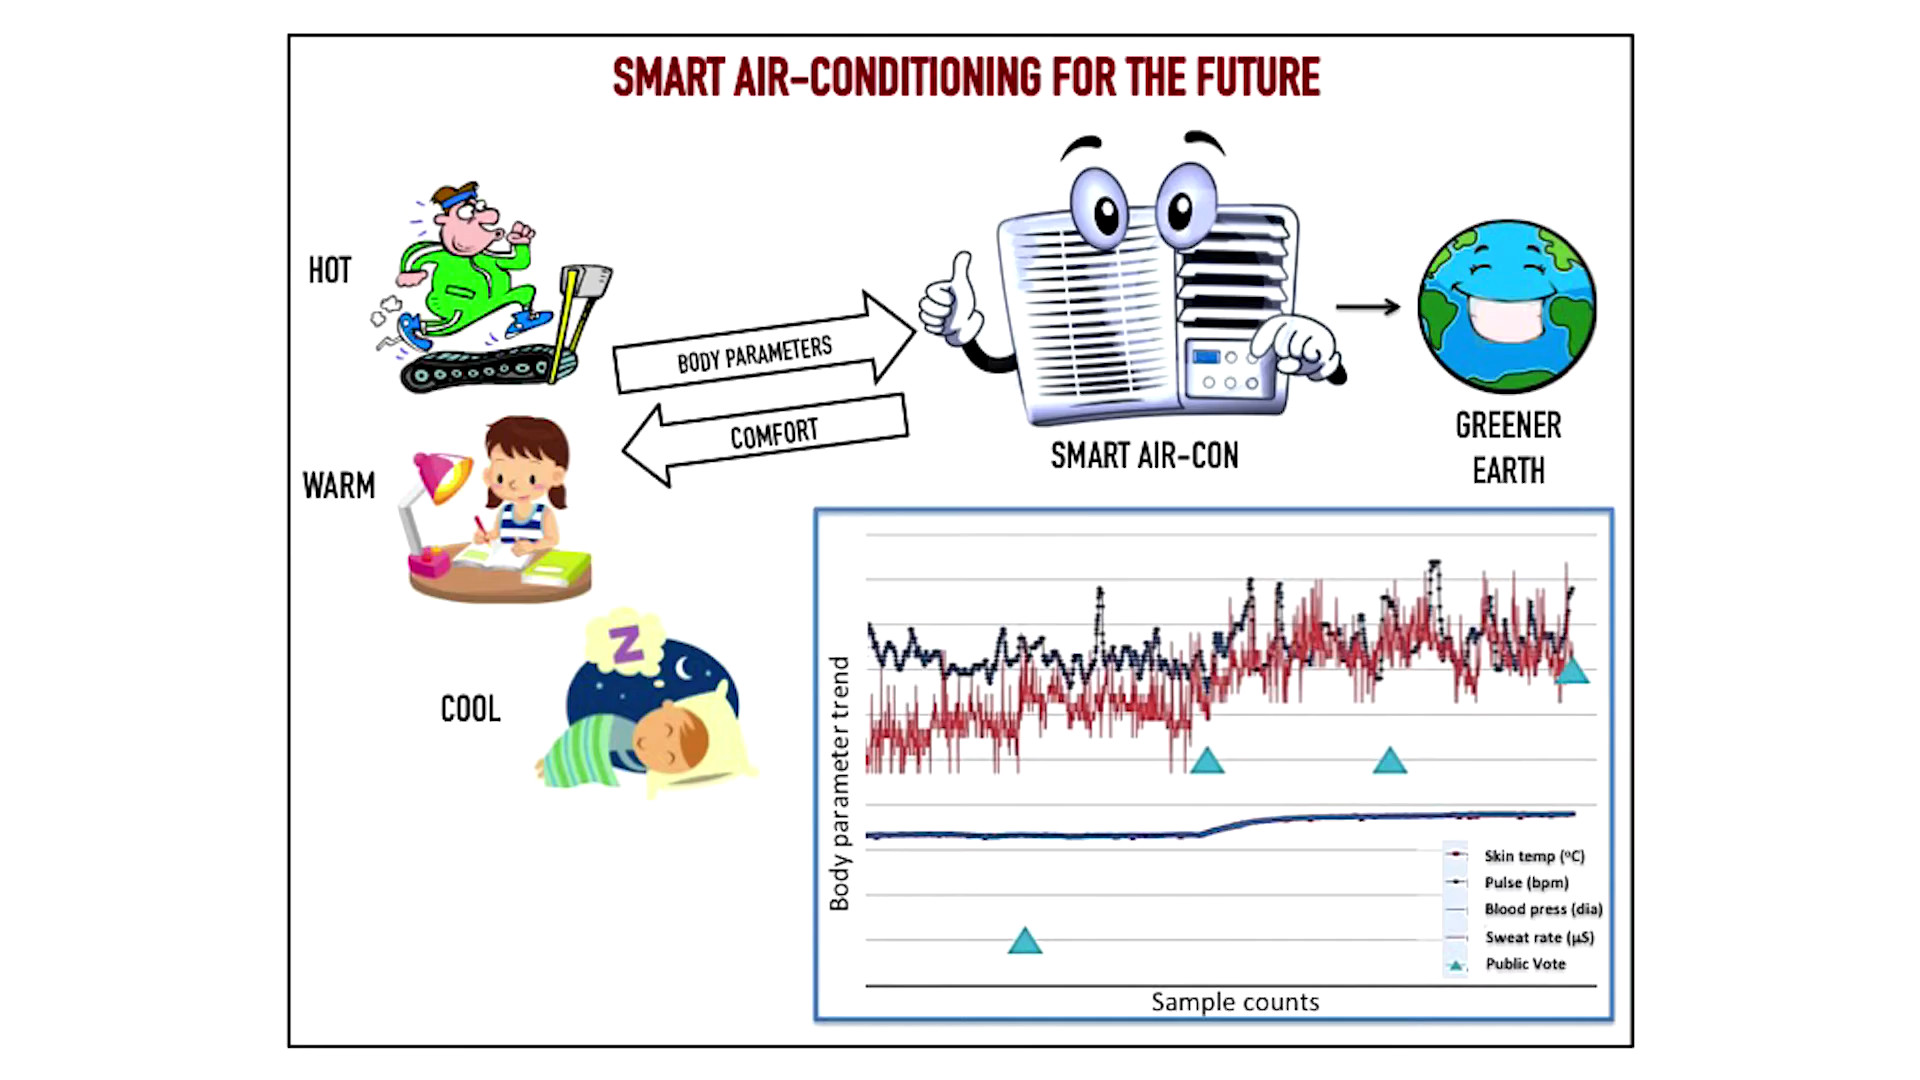 SMART AIR-CONDITIONING FOR THE FUTURE
HOT
BODY PARAMETERS
COMFORT
WARM
SMART AIR-CON
GREENER
EARTH
Z
COOL
Body parameter trend
Skin temp (ºC)
Pulse (bpm)
Blood press (dia)
Sweat rate (µS)
Public Vote
Sample counts